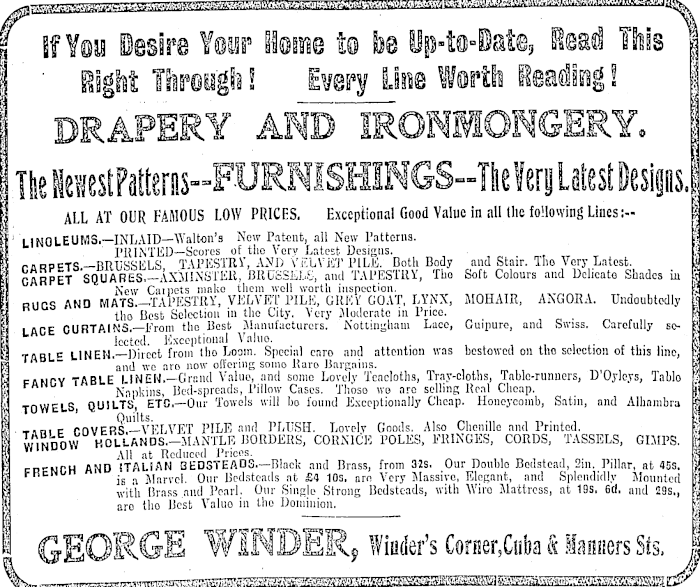 If You Desire Your Home to be Up-to-Date, Read This
Right Through! Every Line Worth Reading!
DRAPERY AND IRONMONGERY.
The Newest Patterns--FURNISHINGS--The Very Latest Designs.
ALL AT OUR FAMOUS LOW PRICES. Exceptional Good Value in all the following Lines:--
LINOLEUMS.—INLAID—Walton's New Patent, all New Patterns.
PRINTED—Scores of the Very Latest Designs.
CARPETS.—BRUSSELS, TAPESTRY, AND VELVET PILE. Both Body and Stair. The Very Latest.
CARPET SQUARES.—AXMINSTER, BRUSSELS, and TAPESTRY, The Soft Colours and Delicate Shades in
New Carpets make them well worth inspection.
RUGS AND MATS.—TAPESTRY, VELVET PILE, GREY GOAT, LYNX, MOHAIR, ANGORA. Undoubtedly
the Best Selection in the City. Very Moderate in Price.
LACE CURTAINS.—From the Best Manufacturers. Nottingham Lace, Guipure, and Swiss. Carefully se-
lected. Exceptional Value.
TABLE LINEN.—Direct from the Loom. Special care and attention was bestowed on the selection of this line,
and we are now offering some Rare Bargains.
FANCY TABLE LINEN.—Grand Value, and some Lovely Teacloths, Tray-cloths, Table-runners, D'Oyleys, Table
Napkins, Bed-spreads, Pillow Cases. Those we are selling Real Cheap.
TOWELS, QUILTS, ETC.—Our Towels will be found Exceptionally Cheap. Honeycomb, Satin, and Alhambra
Quilts.
TABLE COVERS.—VELVET PILE and PLUSH. Lovely Goods. Also Chenille and Printed.
WINDOW HOLLANDS.—MANTLE BORDERS, CORNICE POLES, FRINGES, CORDS, TASSELS, GIMPS.
All at Reduced Prices.
FRENCH AND ITALIAN BEDSTEADS.—Black and Brass, from 32s. Our Double Bedstead, 2in. Pillar, at 45s.
is a Marvel. Our Bedsteads at £4 10s. are Very Massive, Elegant, and Splendidly Mounted
with Brass and Pearl. Our Single Strong Bedsteads, with Wire Mattress, at 19s. 6d. and 29s.,
are the Best Value in the Dominion.
GEORGE WINDER, Winder's Corner, Cuba & Manners Sts.